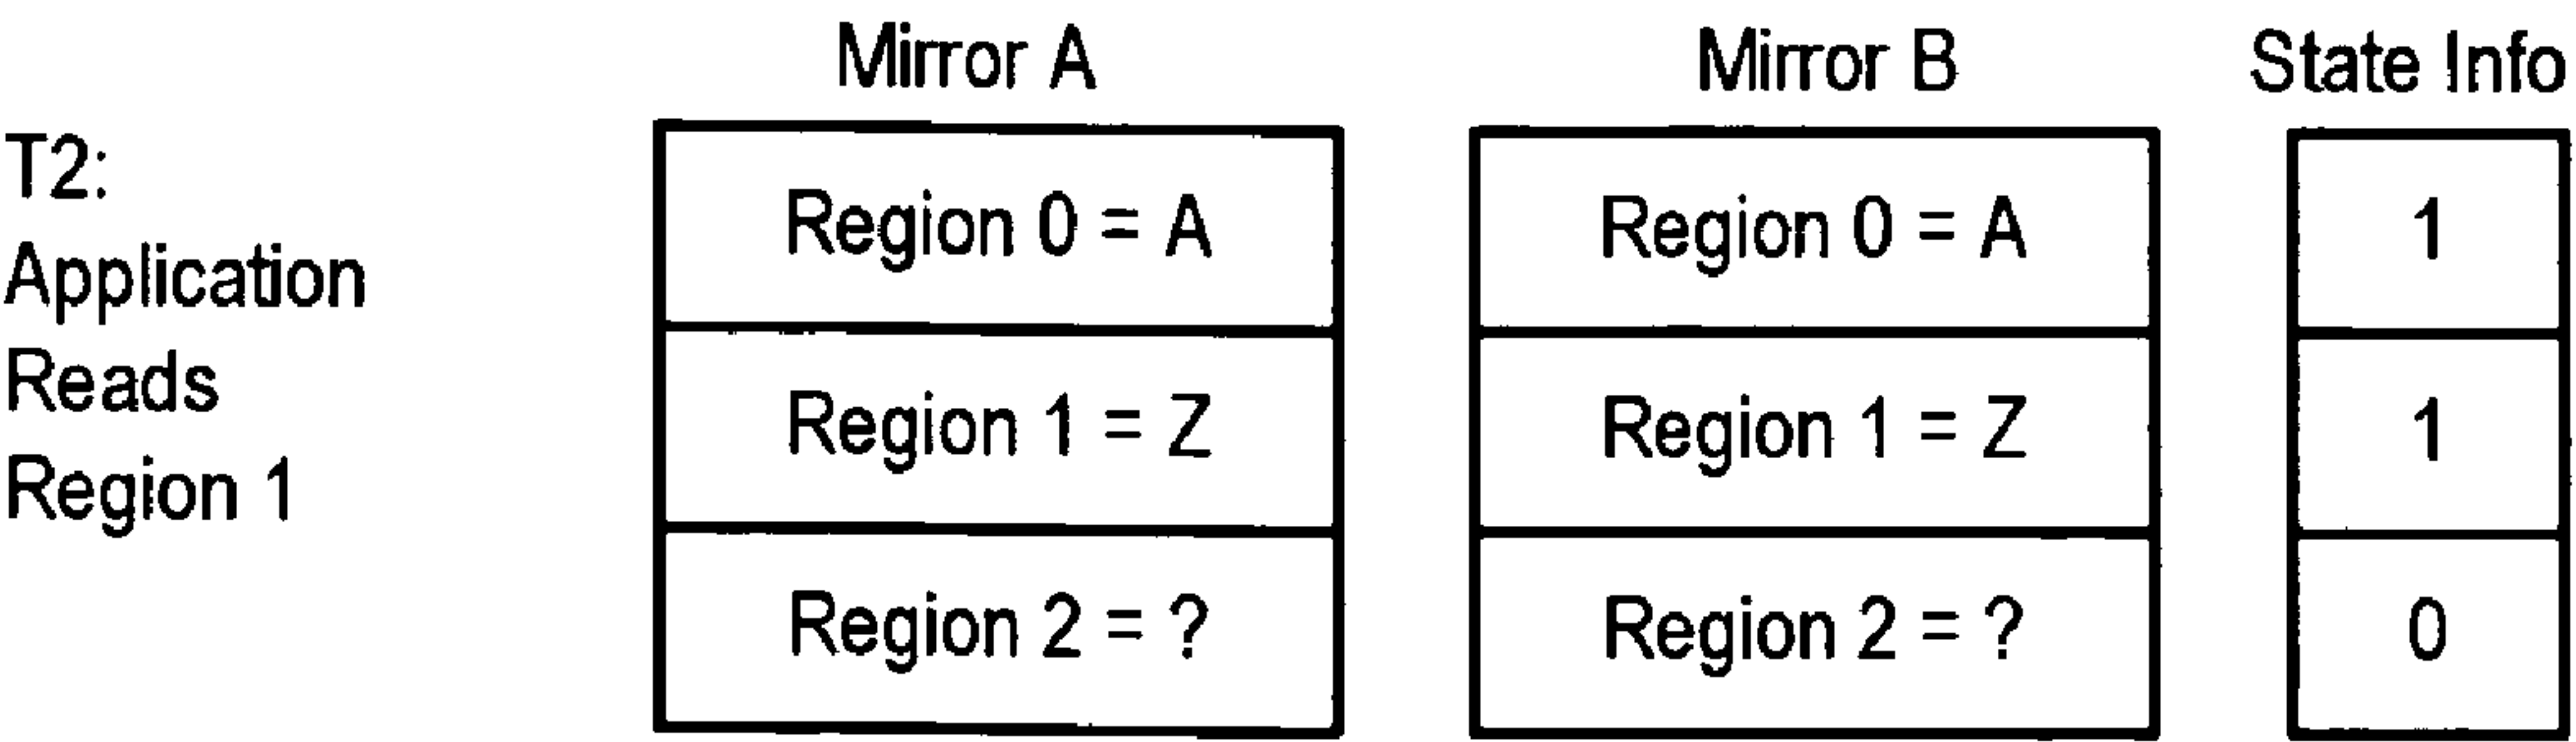 Mirror A Mirror B State Info
T2:
Application
Reads
Region 1
Region 0 = A Region 0 = A 1
Region 1 = Z Region 1 = Z 1
Region 2 = ? Region 2 = ? 0